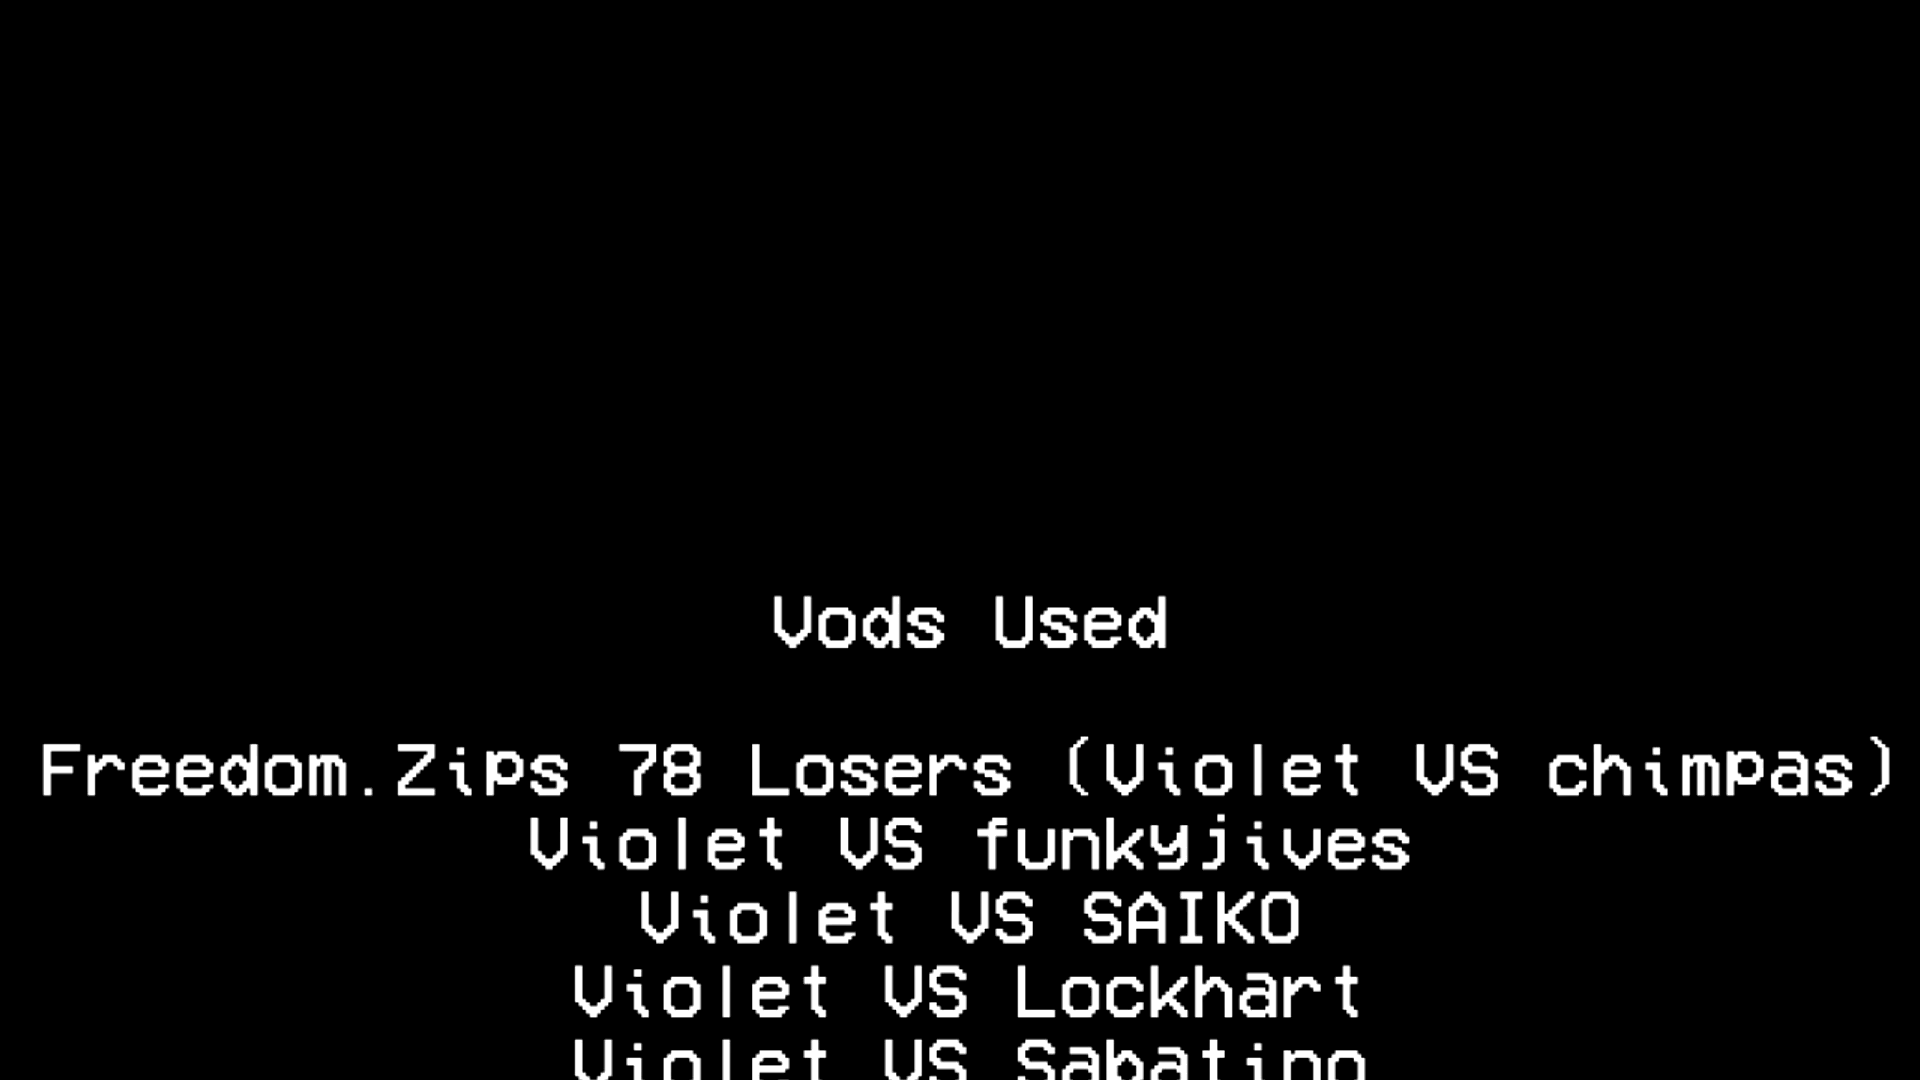 Vods Used
Freedom.Zips 78 Losers (Violet VS chimpas)
Violet VS funkyjives
Violet VS SAIKO
Violet VS Lockhart
Violet VS Sabatino